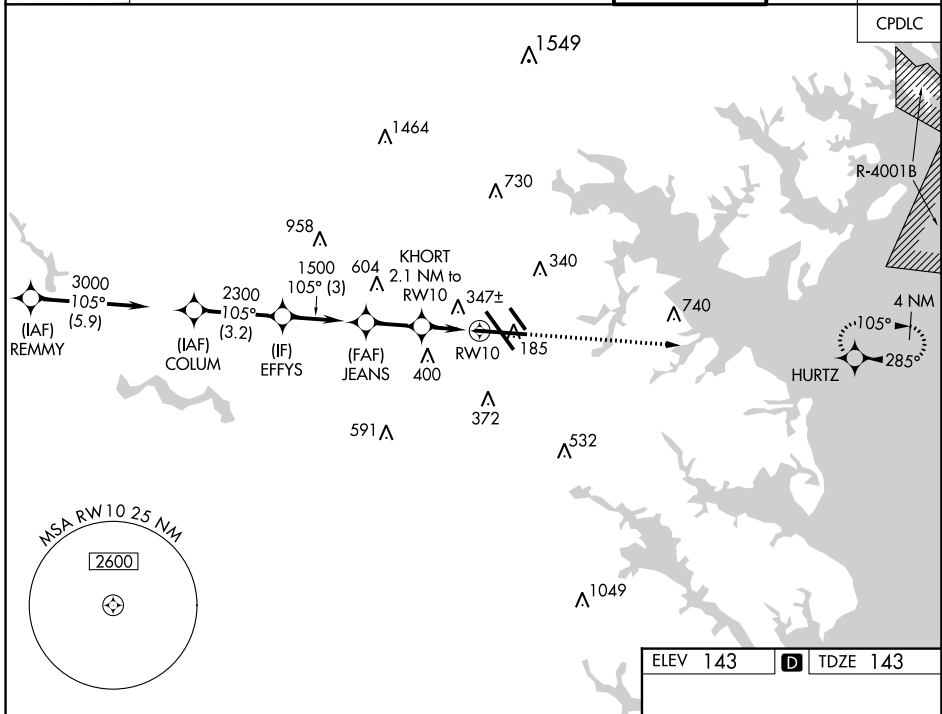 CPDLC
1549
1464
R-4001B
730
958
KHORT
2.1 NM to
RW10
1500
105° (3)
604
340
3000
105°
(5.9)
2300
105°
(3.2)
347±
740
4 NM
105°
(IAF)
REMMY
(IAF)
COLUM
(IF)
EFFYS
(FAF)
JEANS
400
RW10
185
HURTZ
285°
372
591
532
MSA RW10 25 NM
2600
1049
ELEV 143 D TDZE 143